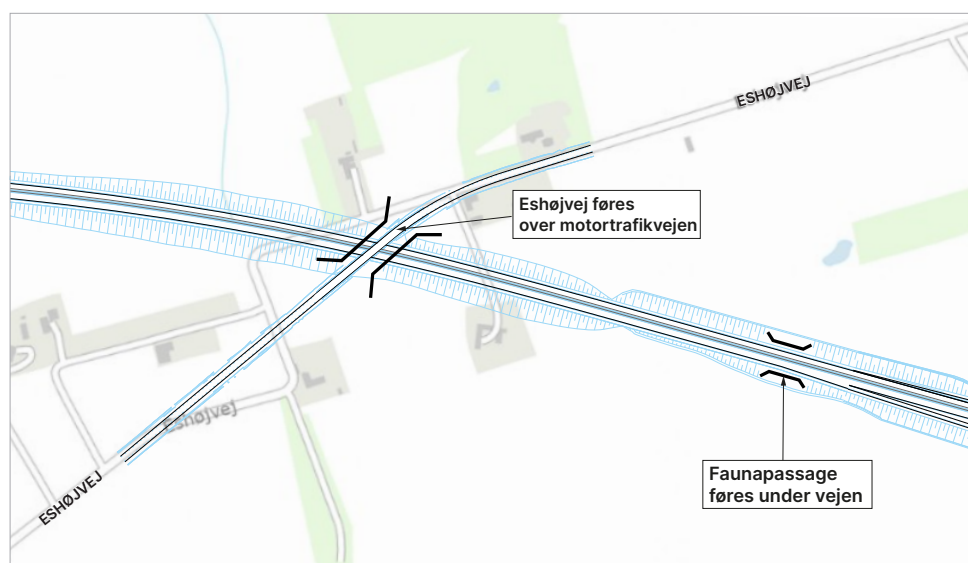 ESHØJVEJ
Eshøjvej føres
over motortrafikvejen
Eshøjvej
ESHØJVEJ
Faunapassage
føres under vejen